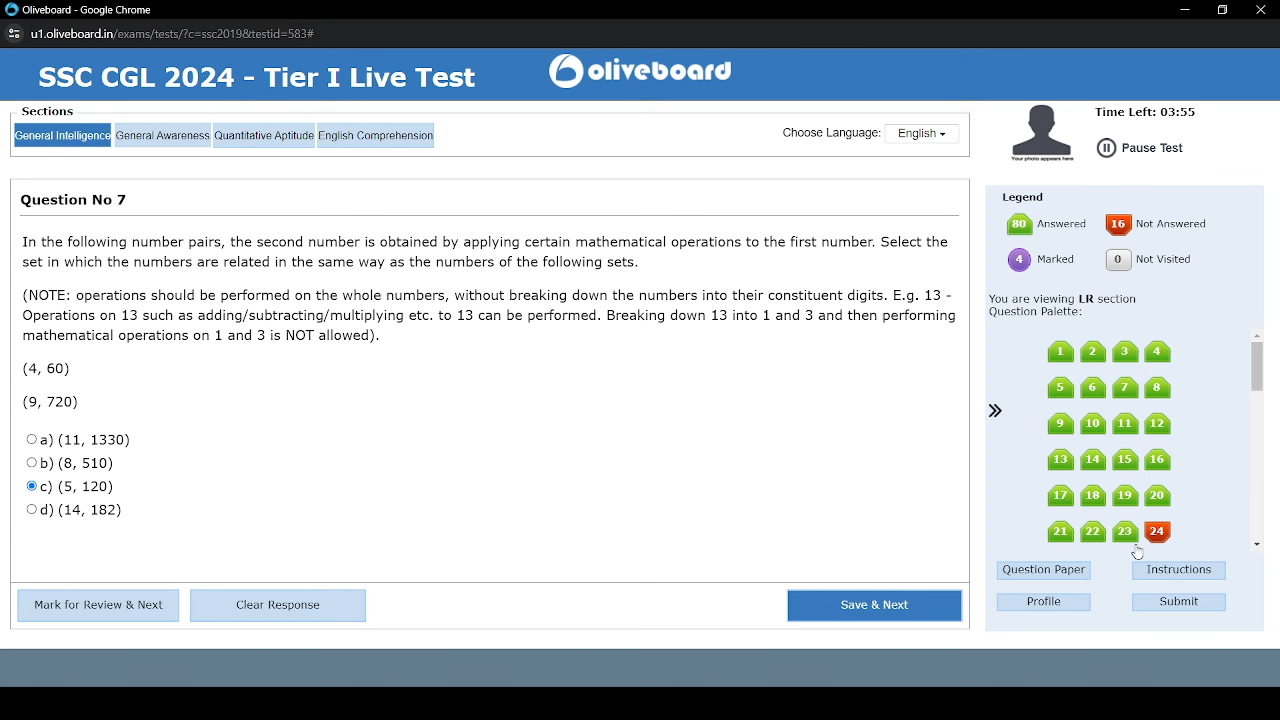 Oliveboard - Google Chrome
u1.oliveboard.in/exams/tests/?c=ssc2019&testid=583#
SSC CGL 2024 - Tier I Live Test
oliveboard
Sections
General Intelligence General Awareness Quantitative Aptitude English Comprehension
Choose Language: English
Your photo appears here
Time Left: 03:55
Pause Test
Question No 7
In the following number pairs, the second number is obtained by applying certain mathematical operations to the first number. Select the
set in which the numbers are related in the same way as the numbers of the following sets.
(NOTE: operations should be performed on the whole numbers, without breaking down the numbers into their constituent digits. E.g. 13 -
Operations on 13 such as adding/subtracting/multiplying etc. to 13 can be performed. Breaking down 13 into 1 and 3 and then performing
mathematical operations on 1 and 3 is NOT allowed).
(4, 60)
(9, 720)
a) (11, 1330)
b) (8, 510)
c) (5, 120)
d) (14, 182)
Mark for Review & Next
Clear Response
Save & Next
Legend
80 Answered 16 Not Answered
4 Marked 0 Not Visited
You are viewing LR section
Question Palette:
1 2 3 4
5 6 7 8
9 10 11 12
13 14 15 16
17 18 19 20
21 22 23 24
Question Paper Instructions
Profile Submit